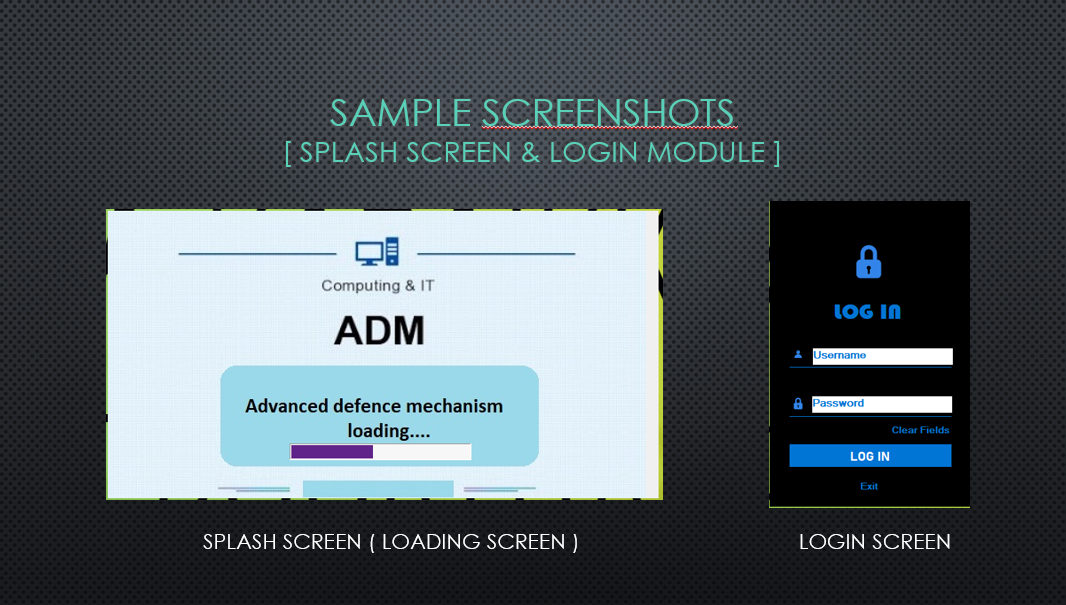 SAMPLE SCREENSHOTS
[ SPLASH SCREEN & LOGIN MODULE ]
Computing & IT
ADM
Advanced defence mechanism
loading....
LOG IN
Username
Password
Clear Fields
LOG IN
Exit
SPLASH SCREEN ( LOADING SCREEN )
LOGIN SCREEN